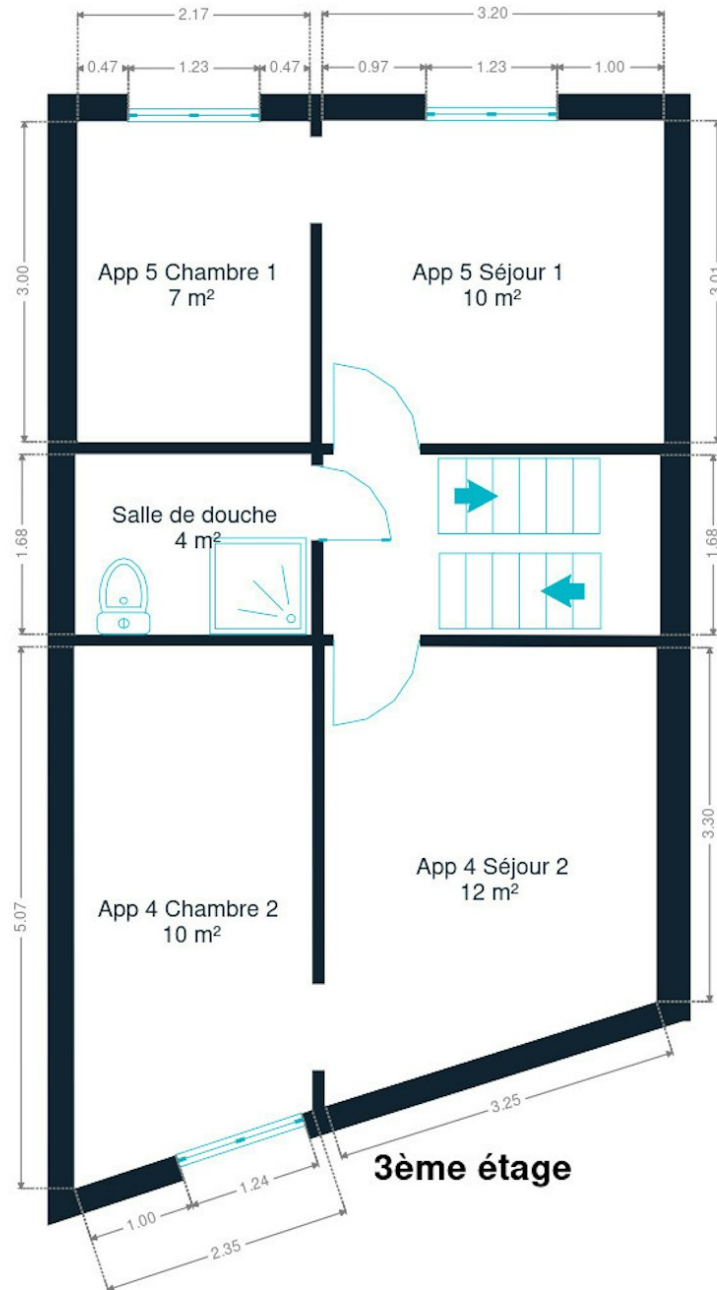 2.17
3.20
0.47
1.23
0.47
0.97
1.23
1.00
3.00
App 5 Chambre 1
7 m²
App 5 Séjour 1
10 m²
3.01
1.68
Salle de douche
4 m²
1.68
5.07
App 4 Chambre 2
10 m²
App 4 Séjour 2
12 m²
3.30
3.25
3ème étage
1.00
1.24
2.35